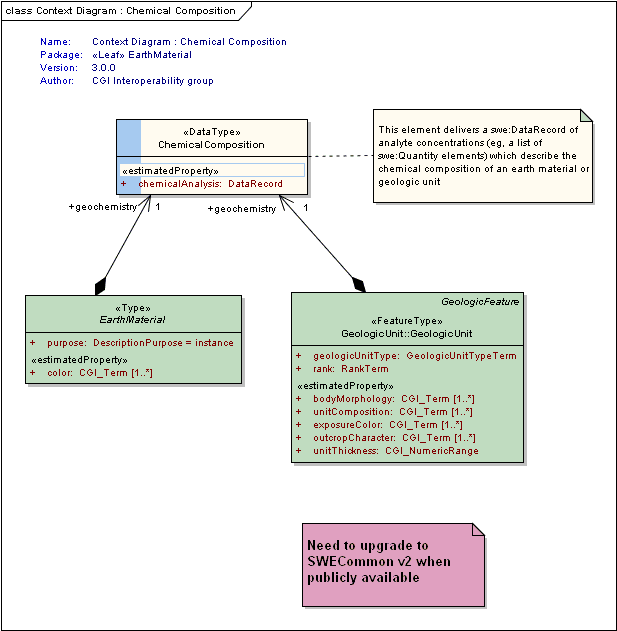 class Context Diagram : Chemical Composition
Name: Context Diagram : Chemical Composition
Package: «Leaf» EarthMaterial
Version: 3.0.0
Author: CGI Interoperability group
«DataType»
ChemicalComposition
«estimatedProperty»
+ chemicalAnalysis: DataRecord
This element delivers a swe:DataRecord of
analyte concentrations (eg, a list of
swe:Quantity elements) which describe the
chemical composition of an earth material or
geologic unit
+geochemistry 1
+geochemistry 1
«Type»
EarthMaterial
+ purpose: DescriptionPurpose = instance
«estimatedProperty»
+ color: CGI_Term [1..*]
GeologicFeature
«FeatureType»
GeologicUnit::GeologicUnit
+ geologicUnitType: GeologicUnitTypeTerm
+ rank: RankTerm
«estimatedProperty»
+ bodyMorphology: CGI_Term [1..*]
+ unitComposition: CGI_Term [1..*]
+ exposureColor: CGI_Term [1..*]
+ outcropCharacter: CGI_Term [1..*]
+ unitThickness: CGI_NumericRange
Need to upgrade to
SWECommon v2 when
publicly available